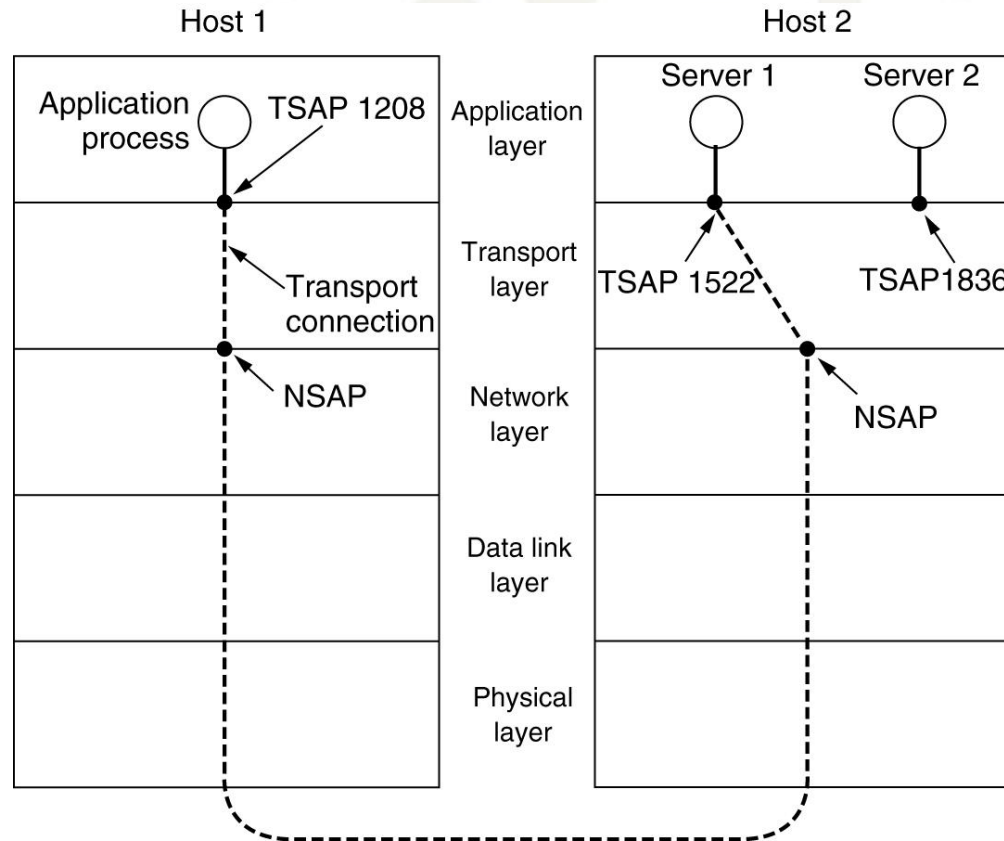 Host 1
Host 2
Application
process
TSAP 1208
Application
layer
Server 1
Server 2
Transport
connection
Transport
layer
TSAP 1522
TSAP1836
NSAP
Network
layer
NSAP
Data link
layer
Physical
layer